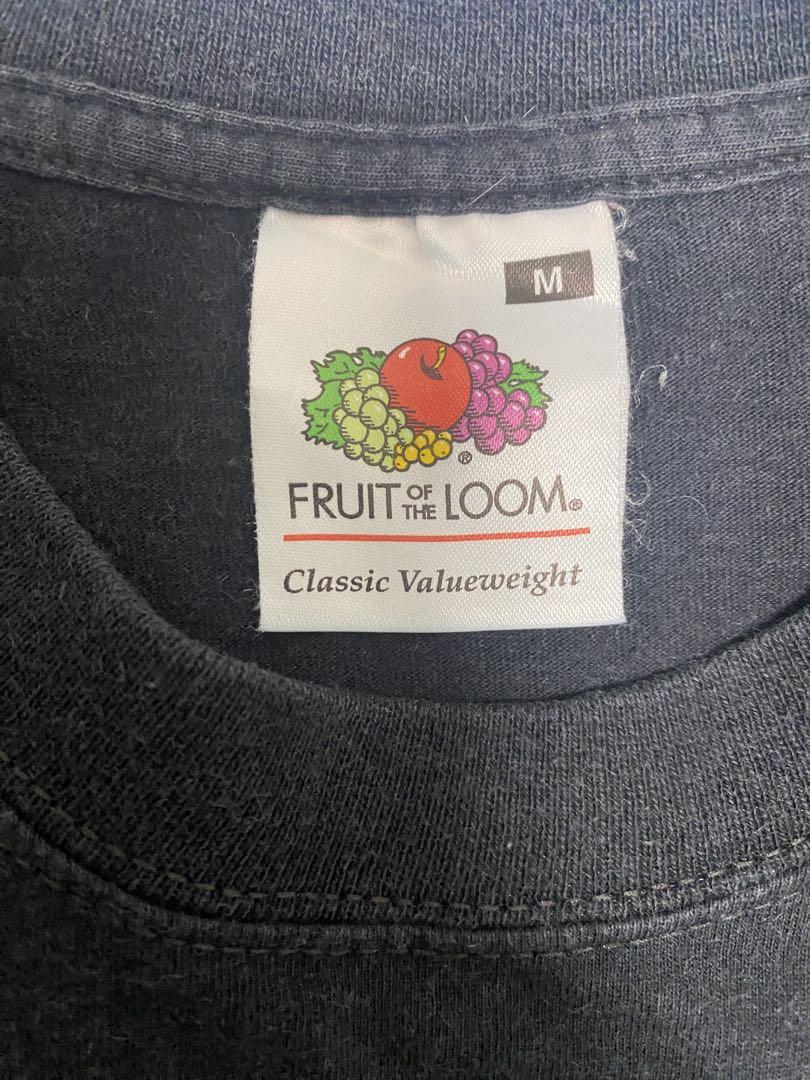 M
®
FRUIT OF THE LOOM®
Classic Valueweight